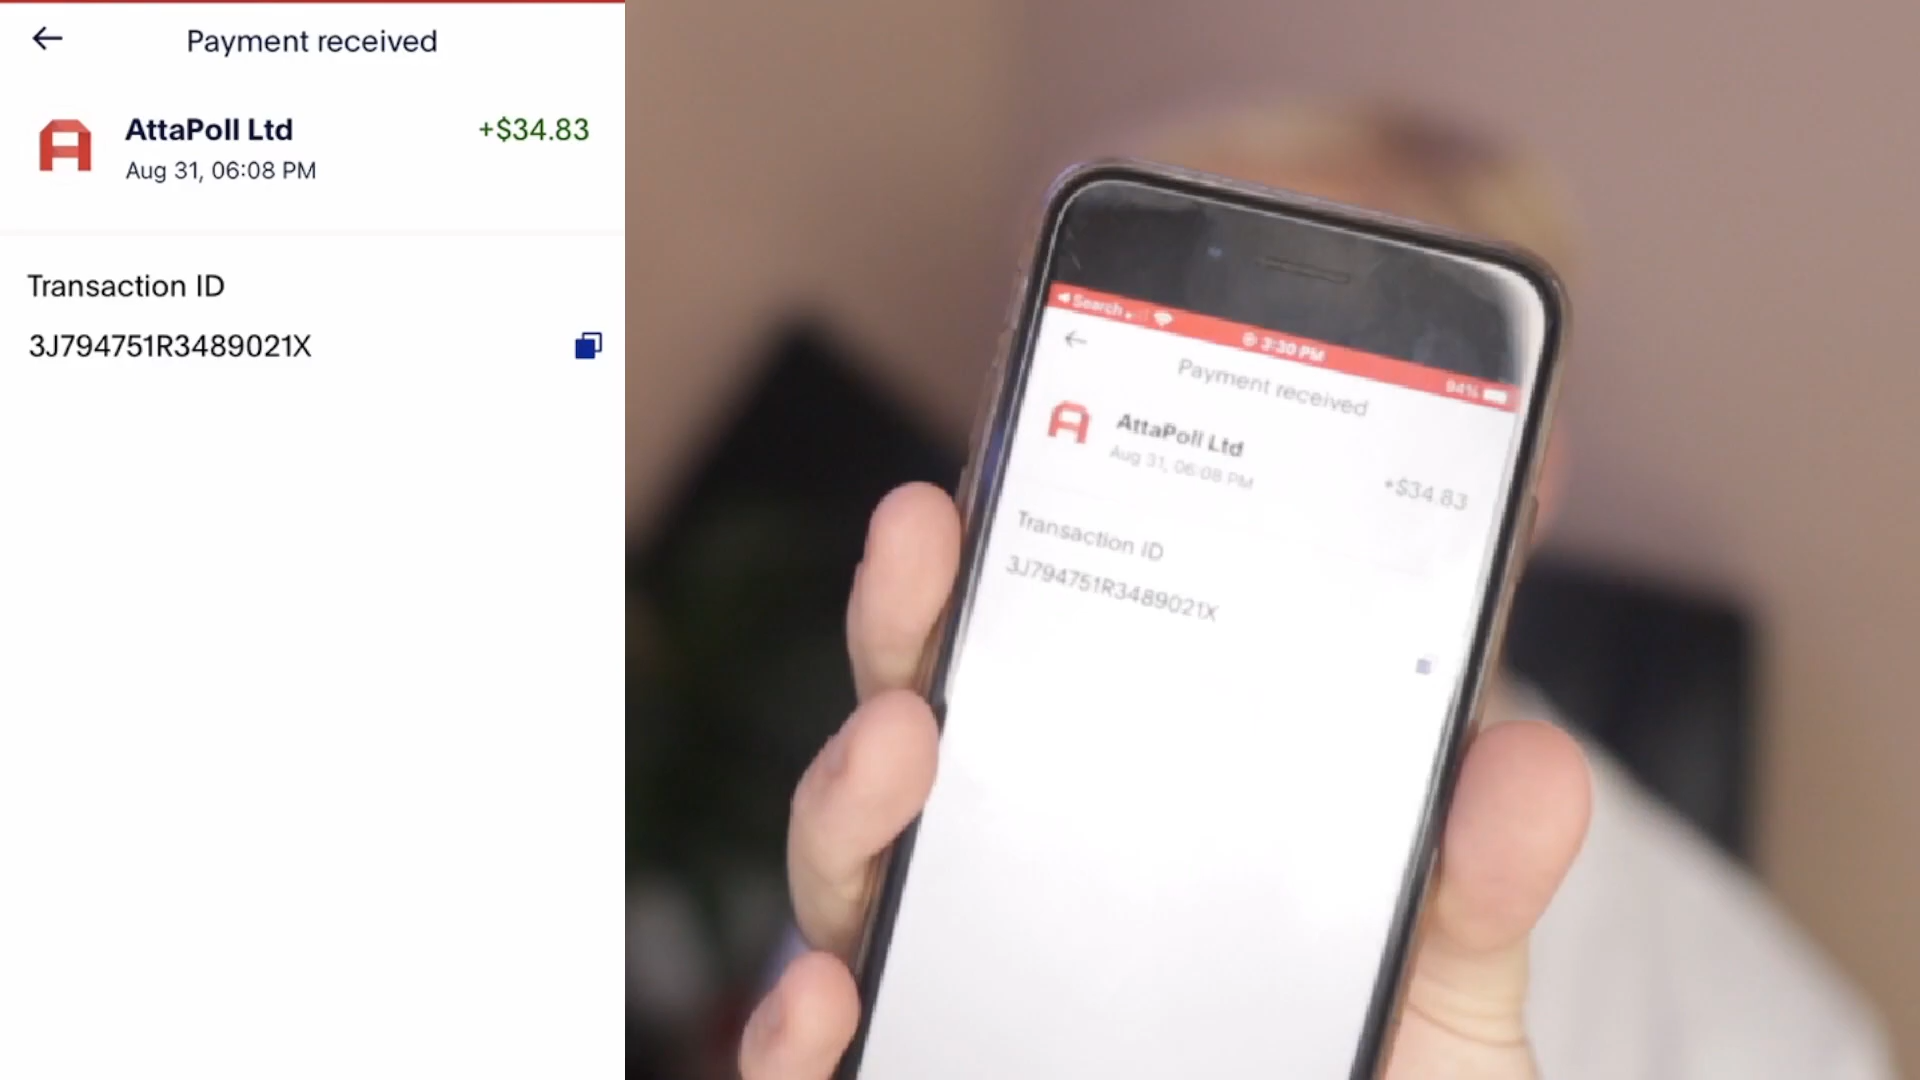 Payment received
AttaPoll Ltd
+$34.83
Aug 31, 06:08 PM
Transaction ID
3J794751R3489021X
Search
3:30 PM
94%
Payment received
AttaPoll Ltd
Aug 31, 06:08 PM
+$34.83
Transaction ID
3J794751R3489021X